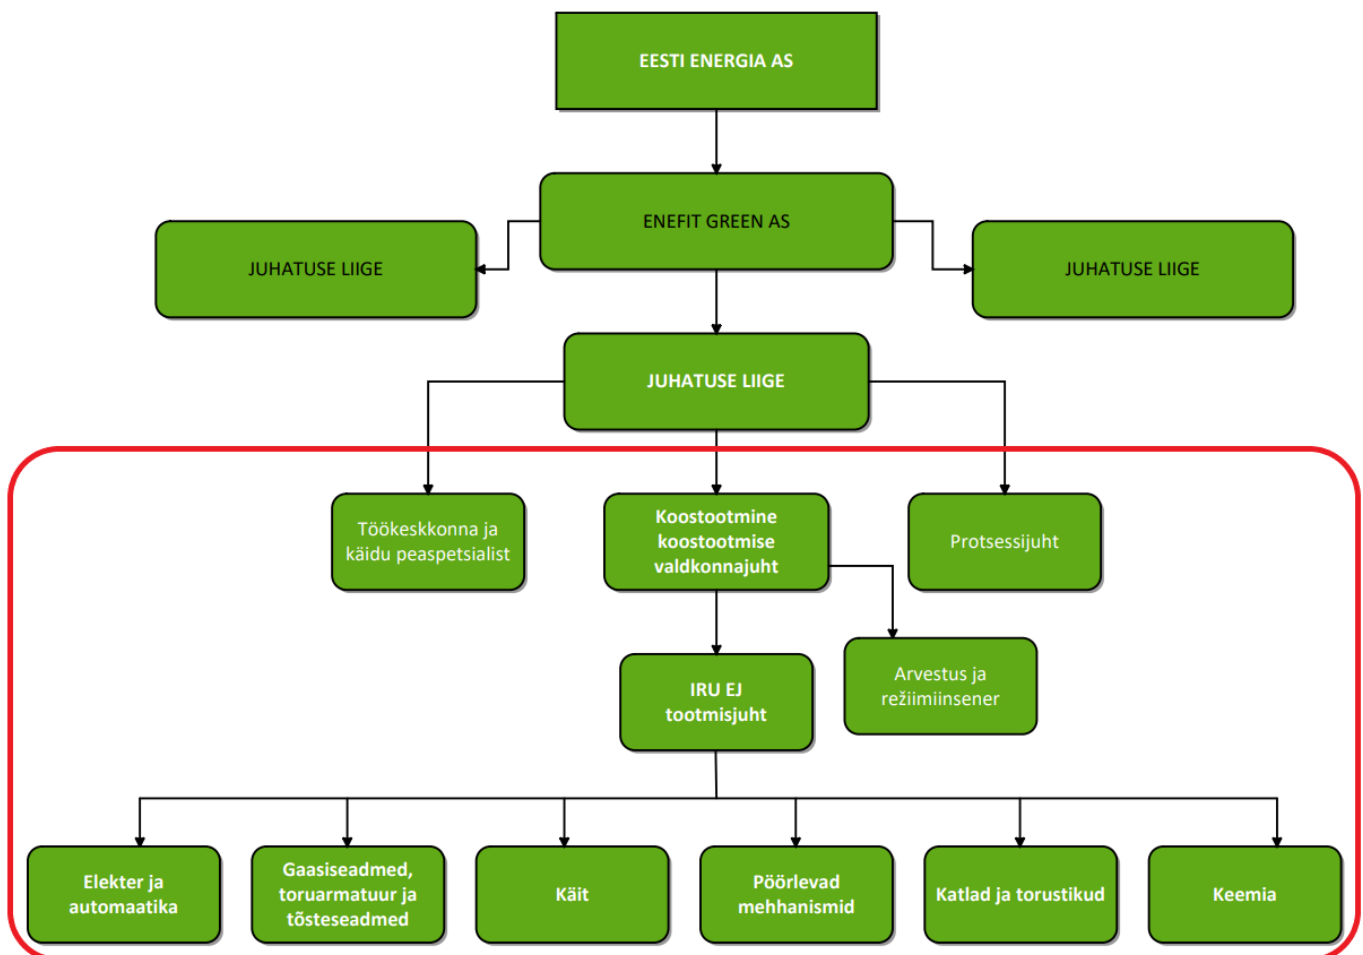 EESTI ENERGIA AS
ENEFIT GREEN AS
JUHATUSE LIIGE
JUHATUSE LIIGE
JUHATUSE LIIGE
Töökeskkonna ja
käidu peaspetsialist
Koostootmine
koostootmise
valdkonnajuht
Protsessijuht
IRU EJ
tootmisjuht
Arvestus ja
režiimiinsener
Elekter ja
automaatika
Gaasiseadmed,
toruarmatuur ja
tõsteseadmed
Käit
Pöörlevad
mehhanismid
Katlad ja torustikud
Keemia